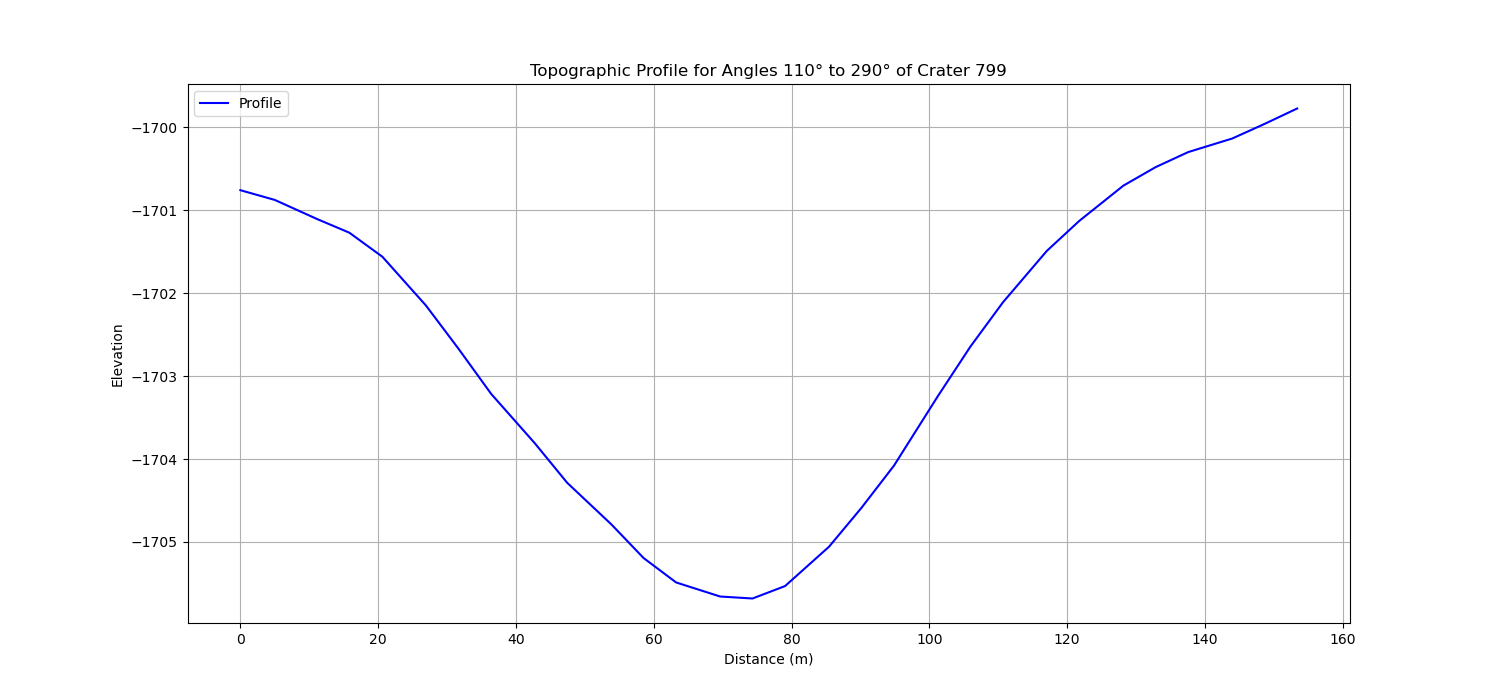 Topographic Profile for Angles 110° to 290° of Crater 799
Profile
−1700
−1701
−1702
−1703
−1704
−1705
Elevation
0 20 40 60 80 100 120 140 160
Distance (m)